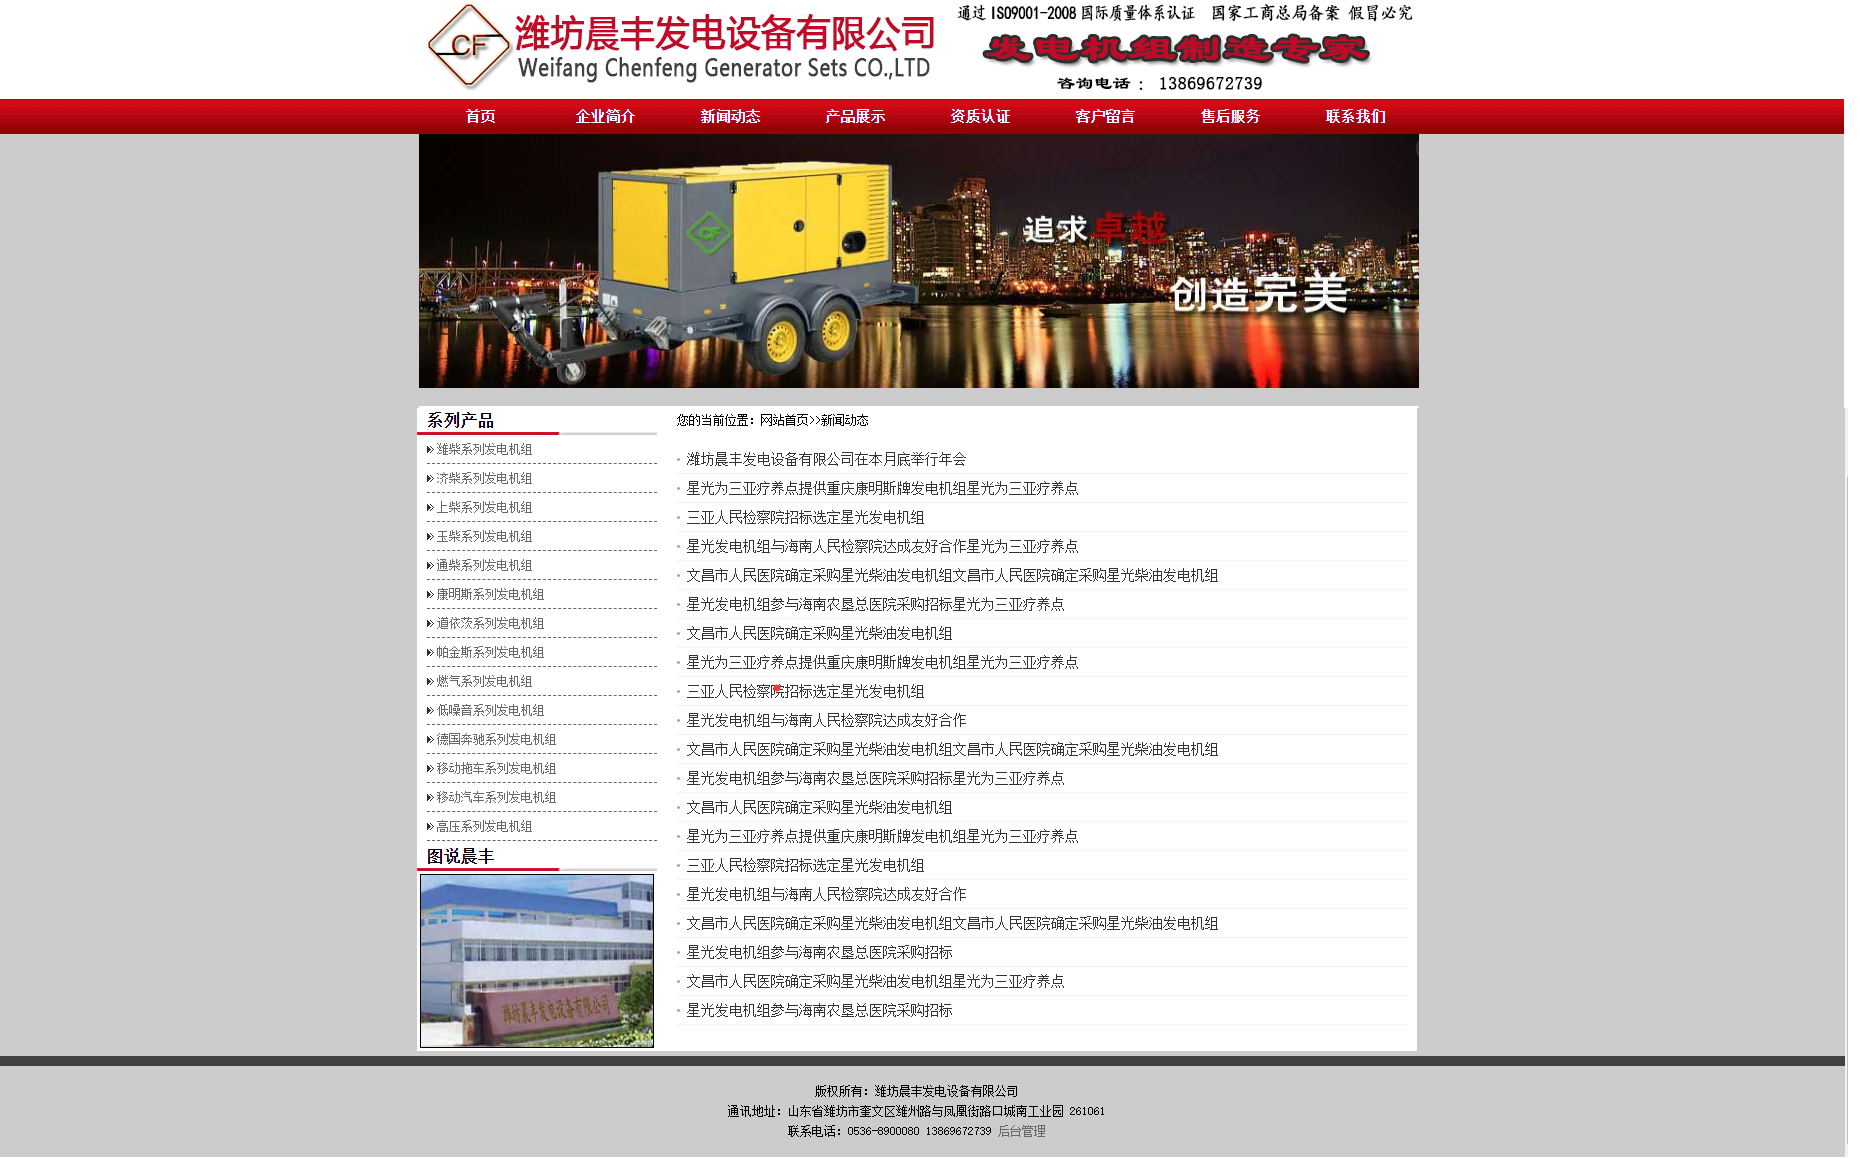 CF
潍坊晨丰发电设备有限公司
Weifang Chenfeng Generator Sets CO.,LTD
通过ISO9001-2008国际质量体系认证 国家工商总局备案 假冒必究
发电机组制造专家
咨询电话： 13869672739
首页 企业简介 新闻动态 产品展示 资质认证 客户留言 售后服务 联系我们
CF
追求卓越
创造完美
系列产品
潍柴系列发电机组
济柴系列发电机组
上柴系列发电机组
玉柴系列发电机组
通柴系列发电机组
康明斯系列发电机组
道依茨系列发电机组
帕金斯系列发电机组
燃气系列发电机组
低噪音系列发电机组
德国奔驰系列发电机组
移动拖车系列发电机组
移动汽车系列发电机组
高压系列发电机组
图说晨丰
潍坊晨丰发电设备有限公司
您的当前位置：网站首页>>新闻动态
潍坊晨丰发电设备有限公司在本月底举行年会
星光为三亚疗养点提供重庆康明斯牌发电机组星光为三亚疗养点
三亚人民检察院招标选定星光发电机组
星光发电机组与海南人民检察院达成友好合作星光为三亚疗养点
文昌市人民医院确定采购星光柴油发电机组文昌市人民医院确定采购星光柴油发电机组
星光发电机组参与海南农垦总医院采购招标星光为三亚疗养点
文昌市人民医院确定采购星光柴油发电机组
星光为三亚疗养点提供重庆康明斯牌发电机组星光为三亚疗养点
三亚人民检察院招标选定星光发电机组
星光发电机组与海南人民检察院达成友好合作
文昌市人民医院确定采购星光柴油发电机组文昌市人民医院确定采购星光柴油发电机组
星光发电机组参与海南农垦总医院采购招标星光为三亚疗养点
文昌市人民医院确定采购星光柴油发电机组
星光为三亚疗养点提供重庆康明斯牌发电机组星光为三亚疗养点
三亚人民检察院招标选定星光发电机组
星光发电机组与海南人民检察院达成友好合作
文昌市人民医院确定采购星光柴油发电机组文昌市人民医院确定采购星光柴油发电机组
星光发电机组参与海南农垦总医院采购招标
文昌市人民医院确定采购星光柴油发电机组星光为三亚疗养点
星光发电机组参与海南农垦总医院采购招标
版权所有：潍坊晨丰发电设备有限公司
通讯地址：山东省潍坊市奎文区潍州路与凤凰街路口城南工业园 261061
联系电话：0536-8900080 13869672739 后台管理